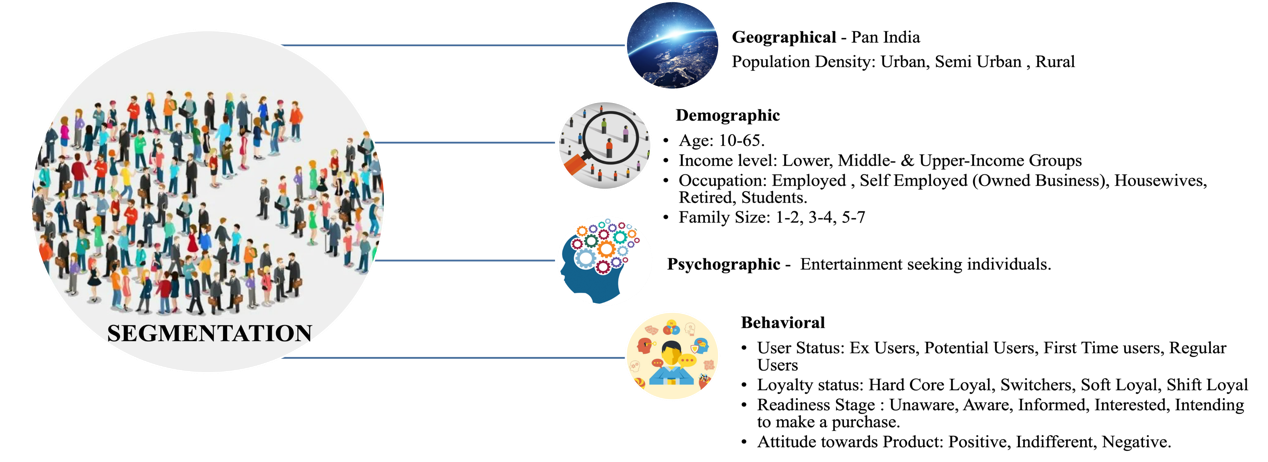 SEGMENTATION
Geographical - Pan India
Population Density: Urban, Semi Urban , Rural
Demographic
• Age: 10-65.
• Income level: Lower, Middle- & Upper-Income Groups
• Occupation: Employed , Self Employed (Owned Business), Housewives,
Retired, Students.
• Family Size: 1-2, 3-4, 5-7
Psychographic - Entertainment seeking individuals.
Behavioral
• User Status: Ex Users, Potential Users, First Time users, Regular
Users
• Loyalty status: Hard Core Loyal, Switchers, Soft Loyal, Shift Loyal
• Readiness Stage : Unaware, Aware, Informed, Interested, Intending
to make a purchase.
• Attitude towards Product: Positive, Indifferent, Negative.